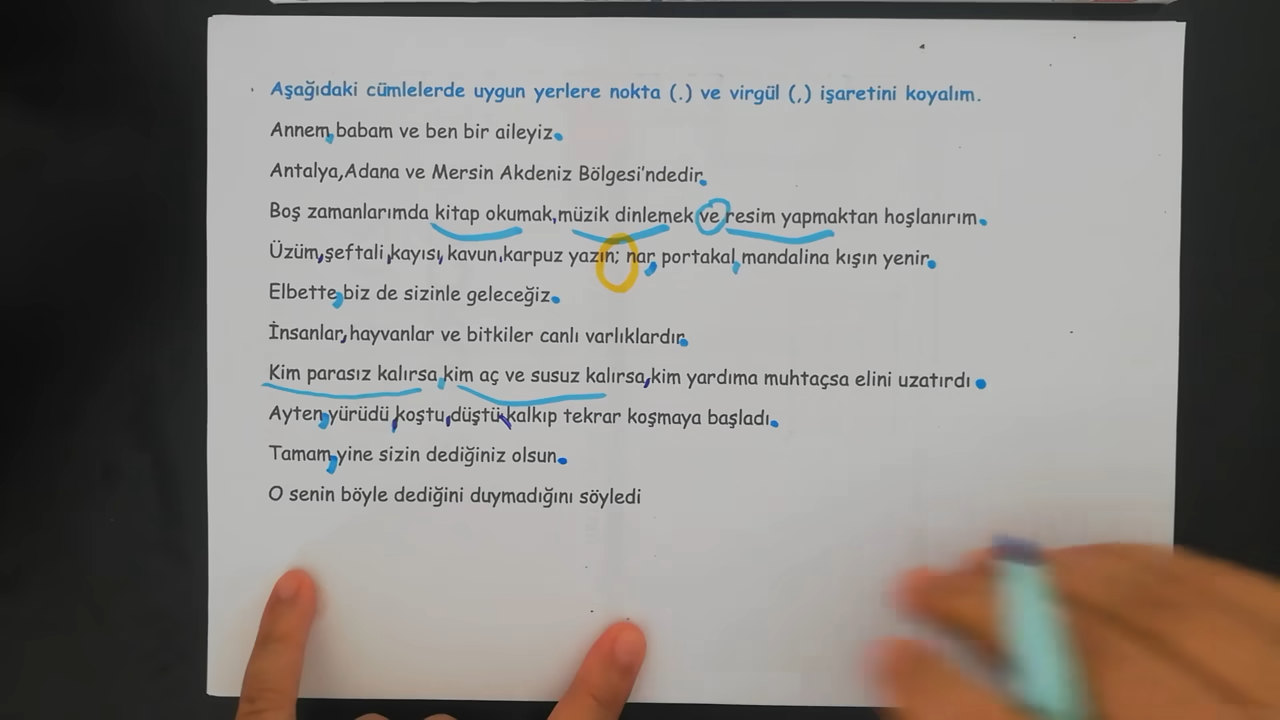 Aşağıdaki cümlelerde uygun yerlere nokta (.) ve virgül (,) işaretini koyalım.
Annem,babam ve ben bir aileyiz.
Antalya,Adana ve Mersin Akdeniz Bölgesi'ndedir.
Boş zamanlarımda kitap okumak,müzik dinlemek ve resim yapmaktan hoşlanırım.
Üzüm,şeftali,kayısı,kavun,karpuz yazın; nar, portakal,mandalina kışın yenir.
Elbette,biz de sizinle geleceğiz.
İnsanlar,hayvanlar ve bitkiler canlı varlıklardır.
Kim parasız kalırsa,kim aç ve susuz kalırsa,kim yardıma muhtaçsa elini uzatırdı.
Ayten,yürüdü,koştu,düştü,kalkıp tekrar koşmaya başladı.
Tamam,yine sizin dediğiniz olsun.
O senin böyle dediğini duymadığını söyledi